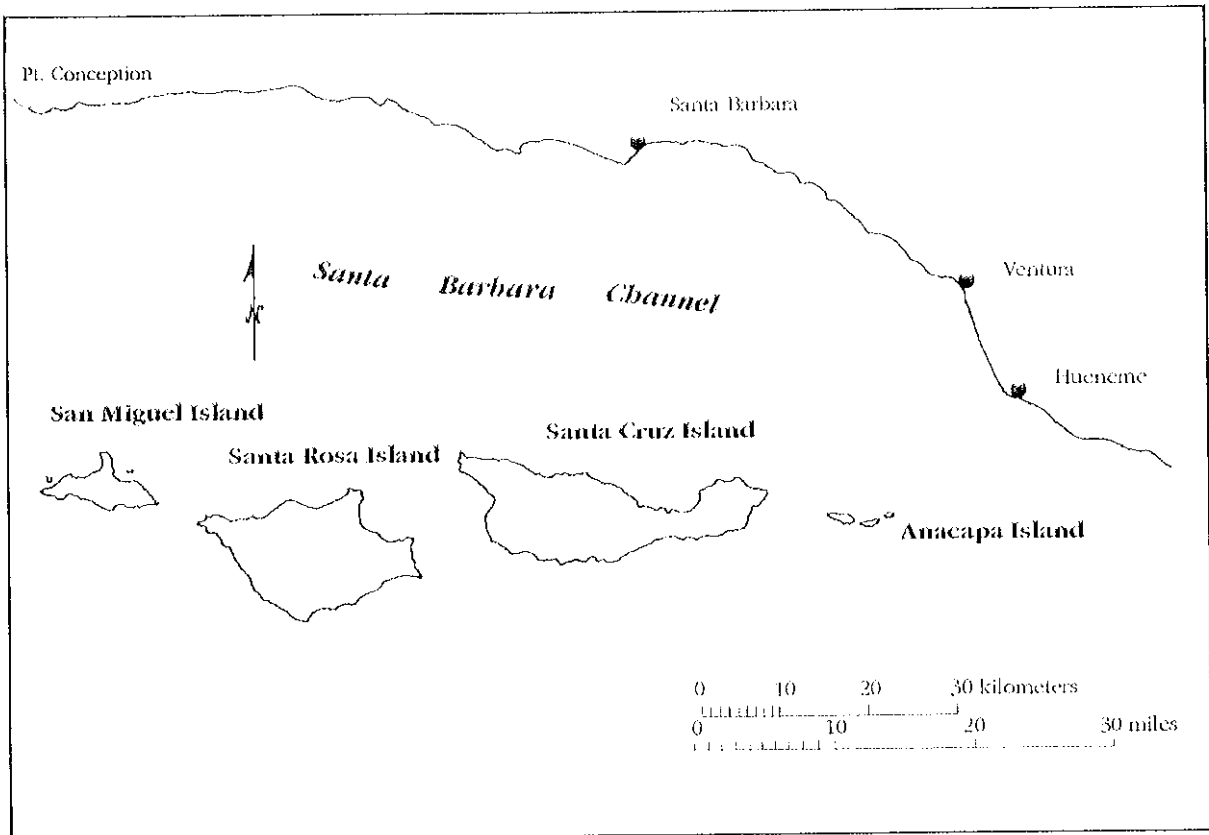 Pt. Conception
Santa Barbara
Santa Barbara Channel
Ventura
N
Hueneme
San Miguel Island
Santa Cruz Island
Santa Rosa Island
Anacapa Island
0 10 20 30 kilometers
0 10 20 30 miles